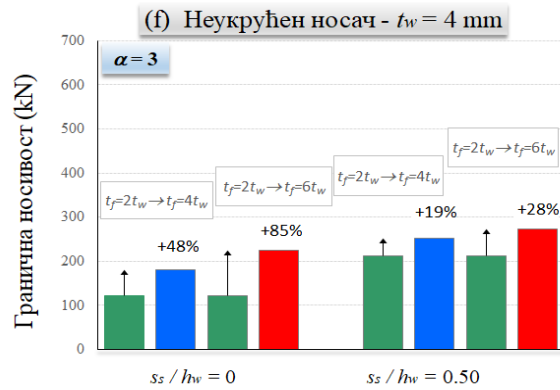 (f) Неукрућен носач - tw = 4 mm
α = 3
Гранична носивост (kN)
700
600
500
400
300
200
100
0
tf=2tw→tf=4tw
tf=2tw→tf=6tw
tf=2tw→tf=4tw
tf=2tw→tf=6tw
+48%
+85%
+19%
+28%
ss / hw = 0
ss / hw = 0.50